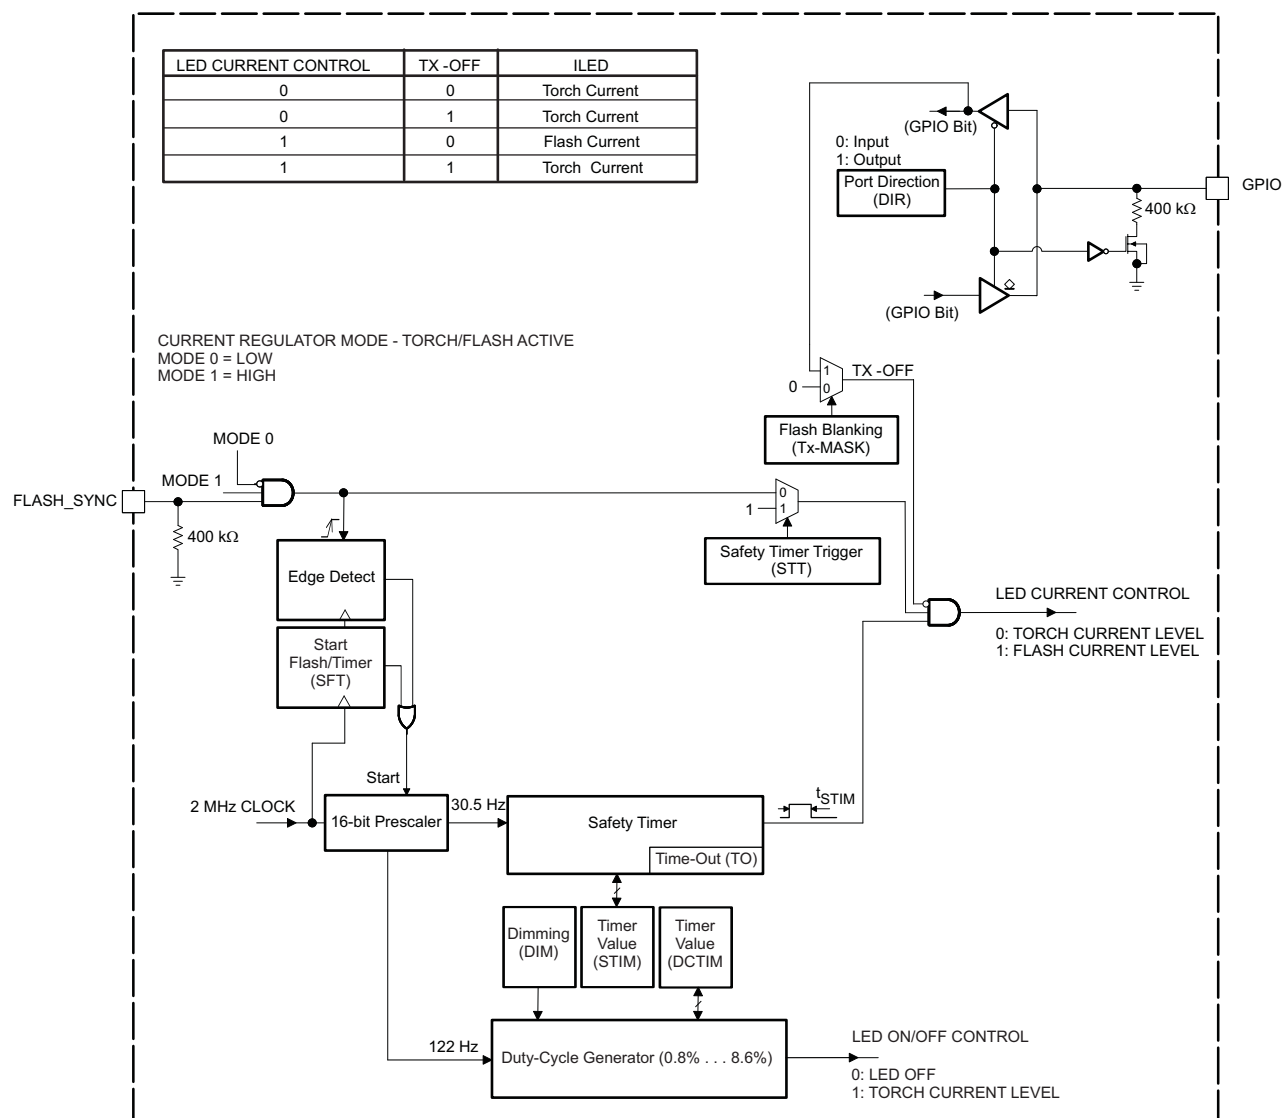 LED CURRENT CONTROL TX -OFF ILED
0 0 Torch Current
0 1 Torch Current
1 0 Flash Current
1 1 Torch Current
(GPIO Bit)
0: Input
1: Output
Port Direction
(DIR)
GPIO
400 kΩ
(GPIO Bit)
CURRENT REGULATOR MODE - TORCH/FLASH ACTIVE
MODE 0 = LOW
MODE 1 = HIGH
1
0 0
TX -OFF
Flash Blanking
(Tx-MASK)
MODE 0
MODE 1
FLASH_SYNC
400 kΩ
0
1 1
Safety Timer Trigger
(STT)
Edge Detect
Start
Flash/Timer
(SFT)
LED CURRENT CONTROL
0: TORCH CURRENT LEVEL
1: FLASH CURRENT LEVEL
Start
2 MHz CLOCK
16-bit Prescaler
30.5 Hz
Safety Timer
Time-Out (TO)
tSTIM
Dimming
(DIM)
Timer
Value
(STIM)
Timer
Value
(DCTIM
122 Hz
Duty-Cycle Generator (0.8% . . . 8.6%)
LED ON/OFF CONTROL
0: LED OFF
1: TORCH CURRENT LEVEL